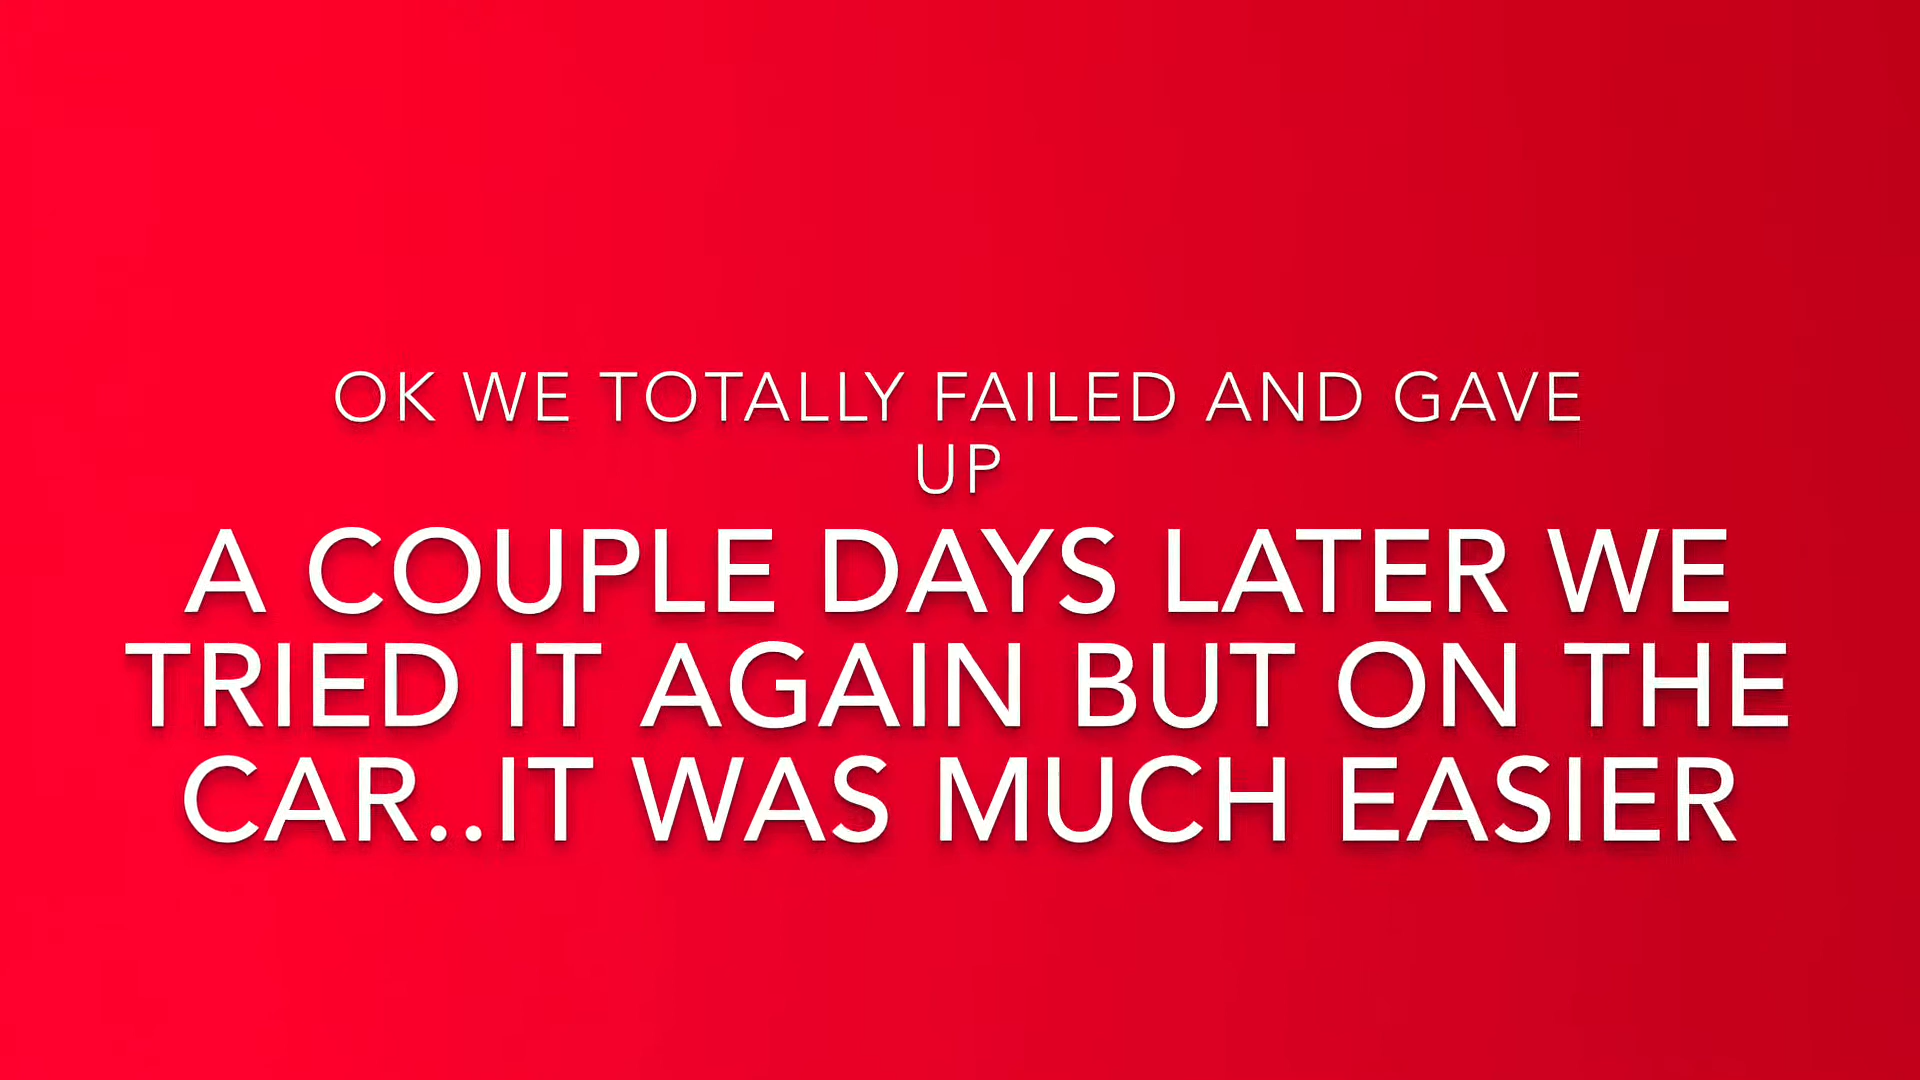 OK WE TOTALLY FAILED AND GAVE
UP
A COUPLE DAYS LATER WE
TRIED IT AGAIN BUT ON THE
CAR..IT WAS MUCH EASIER